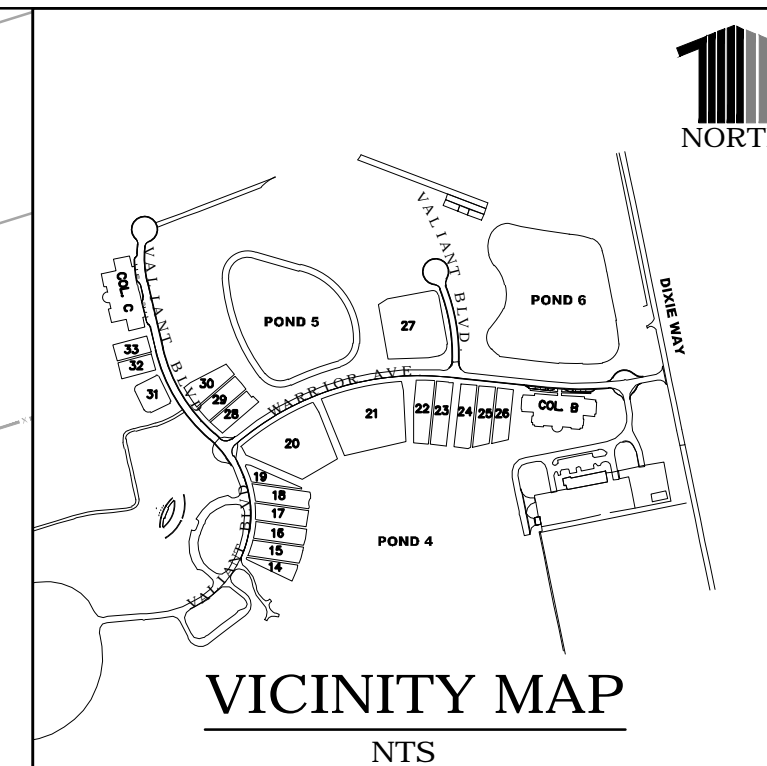 NORT
VALIANT BLVD.
DIXIE WAY
VALIANT BLVD
COL. C
POND 5
POND 6
27
33
32
31
30
29
28
WARRIOR AVE
20
21
22
23
24
25
26
COL. B
19
18
17
16
15
14
POND 4
VALIANT BLVD
VICINITY MAP
NTS